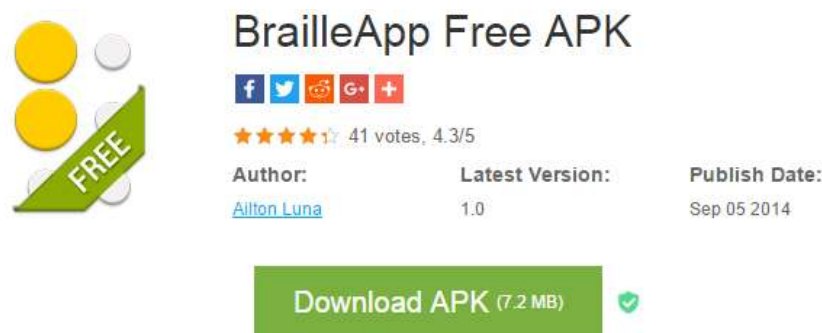 BrailleApp Free APK
FREE
41 votes, 4.3/5
Author: Latest Version: Publish Date:
Ailton Luna 1.0 Sep 05 2014
Download APK (7.2 MB)